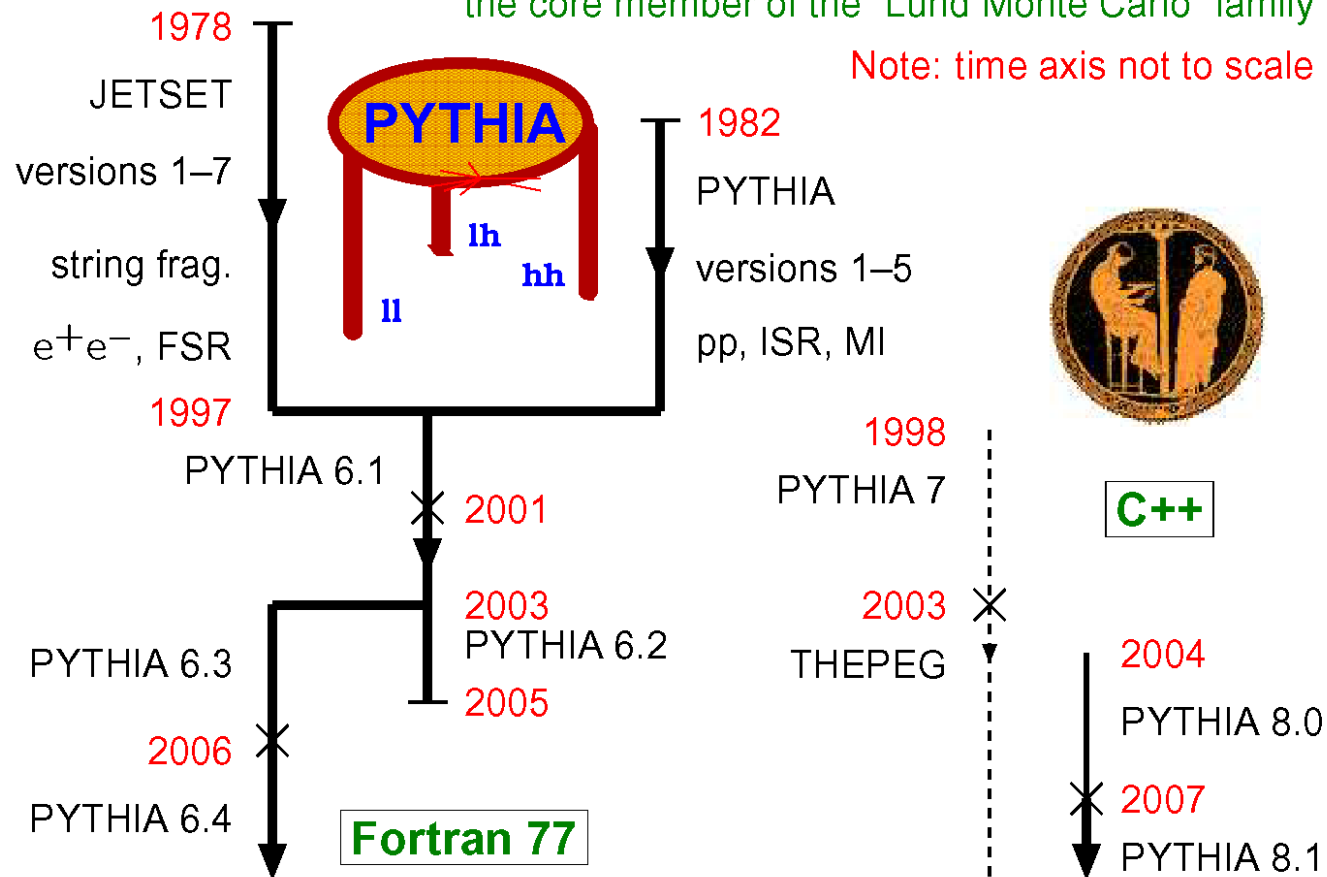 the core member of the "Lund Monte Carlo" family
Note: time axis not to scale
1978
JETSET
versions 1–7
string frag.
e+e−, FSR
1997
PYTHIA
ll
lh
hh
1982
PYTHIA
versions 1–5
pp, ISR, MI
PYTHIA 6.1
2001
2003
PYTHIA 6.2
2005
PYTHIA 6.3
2006
PYTHIA 6.4
Fortran 77
1998
PYTHIA 7
2003
THEPEG
C++
2004
PYTHIA 8.0
2007
PYTHIA 8.1